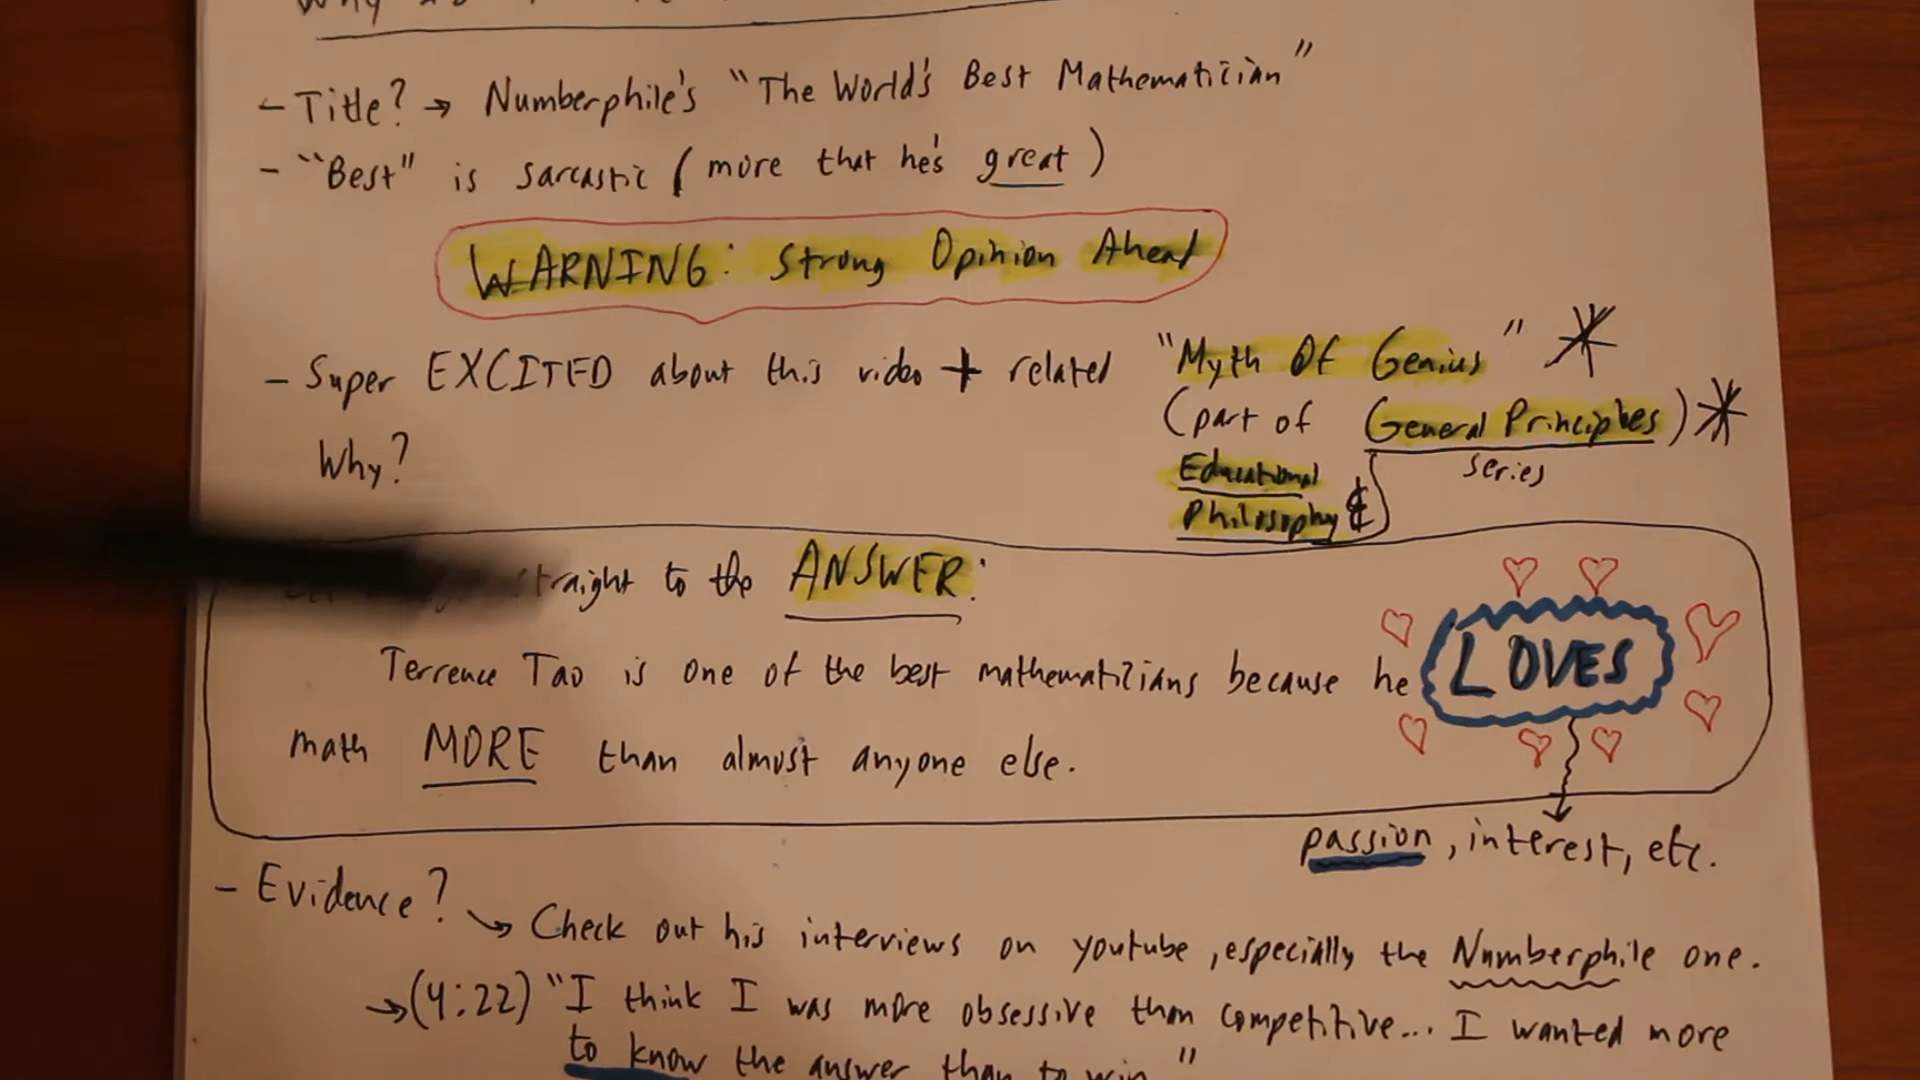 Why
- Title? → Numberphile's "The World's Best Mathematician"
- "Best" is sarcastic (more that he's great)
WARNING: Strong Opinion Ahead
- Super EXCITED about this video + related "Myth Of Genius" *
(part of General Principles) *
series
Why?
Educational
Philosophy &
straight to the ANSWER:
Terrence Tao is one of the best mathematicians because he LOVES
math MORE than almost anyone else.
passion, interest, etc.
- Evidence? → Check out his interviews on youtube, especially the Numberphile one.
→ (4:22) "I think I was more obsessive than competitive... I wanted more
to know the answer than to win."